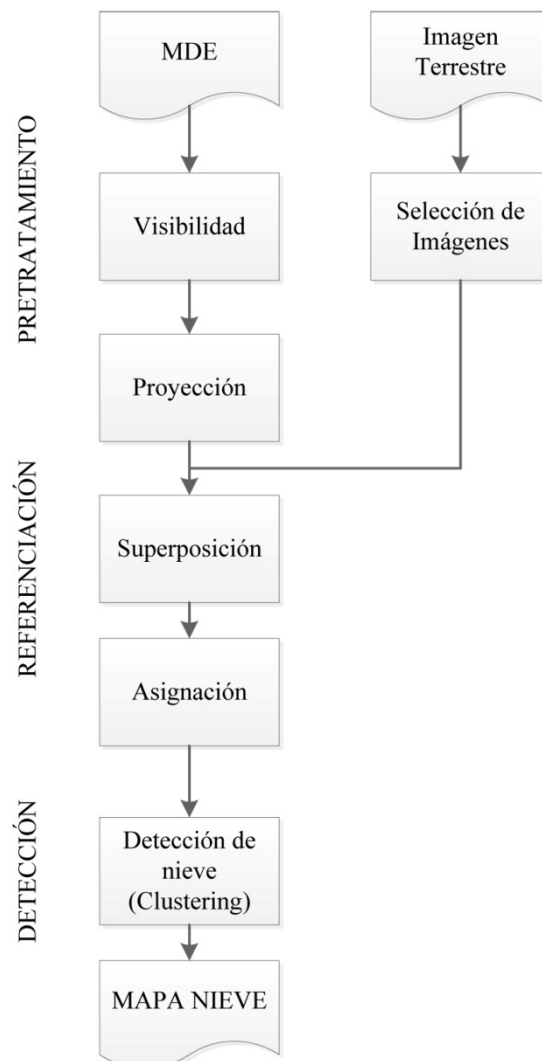 MDE
Imagen
Terrestre
PRETRATAMIENTO
Visibilidad
Selección de
Imágenes
Proyección
REFERENCIACIÓN
Superposición
Asignación
DETECCIÓN
Detección de
nieve
(Clustering)
MAPA NIEVE